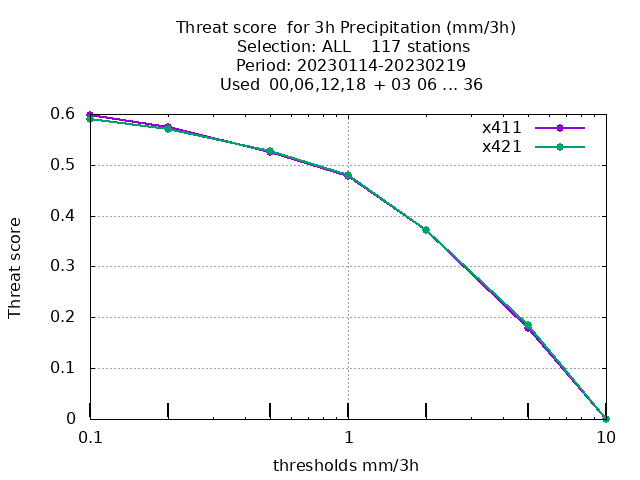 Threat score  for 3h Precipitation (mm/3h)
Selection: ALL    117 stations
Period: 20230114-20230219
Used  00,06,12,18  + 03 06 ... 36
x411
x421
0.6
0.5
0.4
0.3
0.2
0.1
0
Threat score
0.1
1
10
thresholds mm/3h